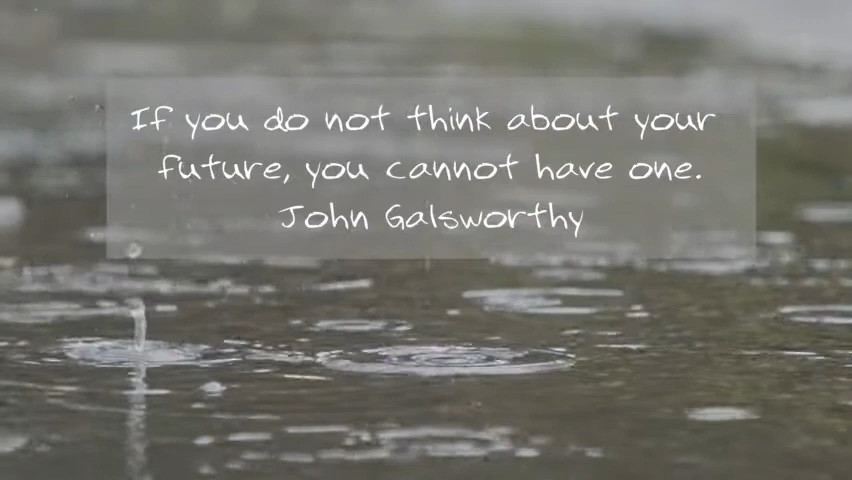 If you do not think about your
future, you cannot have one.
John Galsworthy